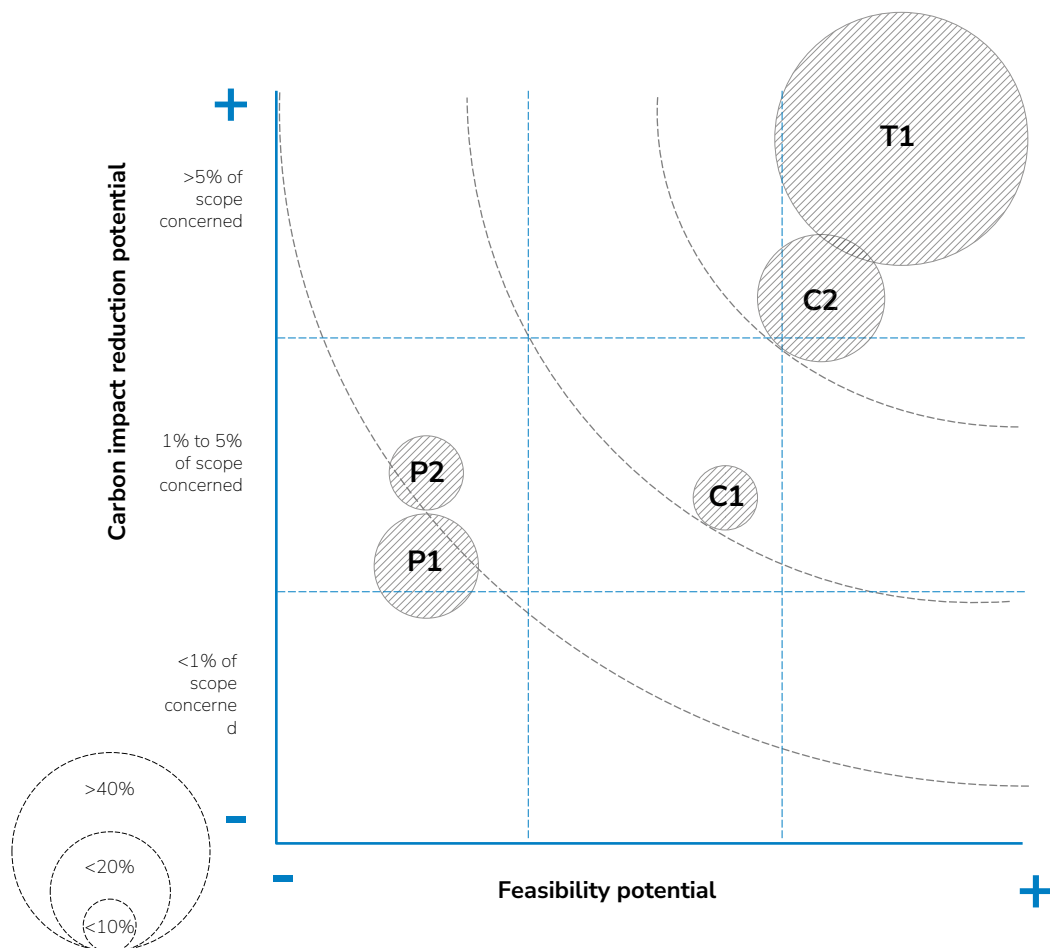 +
T1
Carbon impact reduction potential
>5% of
scope
concerned
C2
1% to 5%
of scope
concerned
P2
C1
P1
<1% of
scope
concerne
d
>40%
<20%
<10%
-
-
Feasibility potential
+